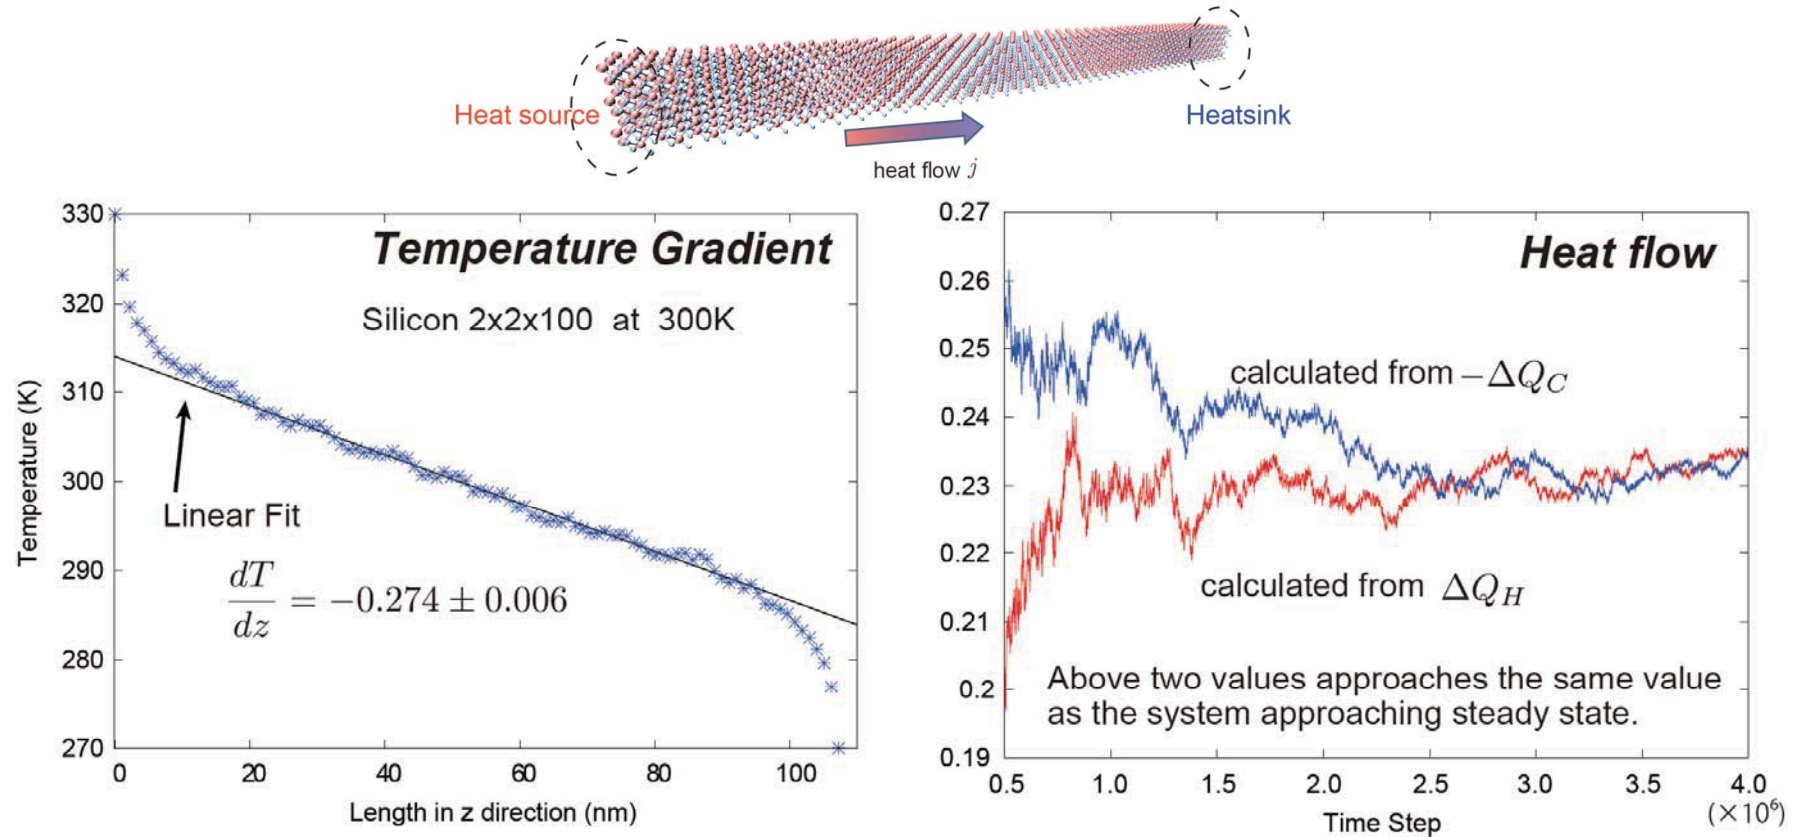 Heat source
Heatsink
heat flow j
Temperature Gradient
Silicon 2x2x100 at 300K
Linear Fit
dT/dz = −0.274 ± 0.006
Temperature (K)
330
320
310
300
290
280
270
0 20 40 60 80 100
Length in z direction (nm)
Heat flow
calculated from −ΔQ_C
calculated from ΔQ_H
Above two values approaches the same value
as the system approaching steady state.
0.27
0.26
0.25
0.24
0.23
0.22
0.21
0.2
0.19
0.5 1.0 1.5 2.0 2.5 3.0 3.5 4.0
(×10⁶)
Time Step